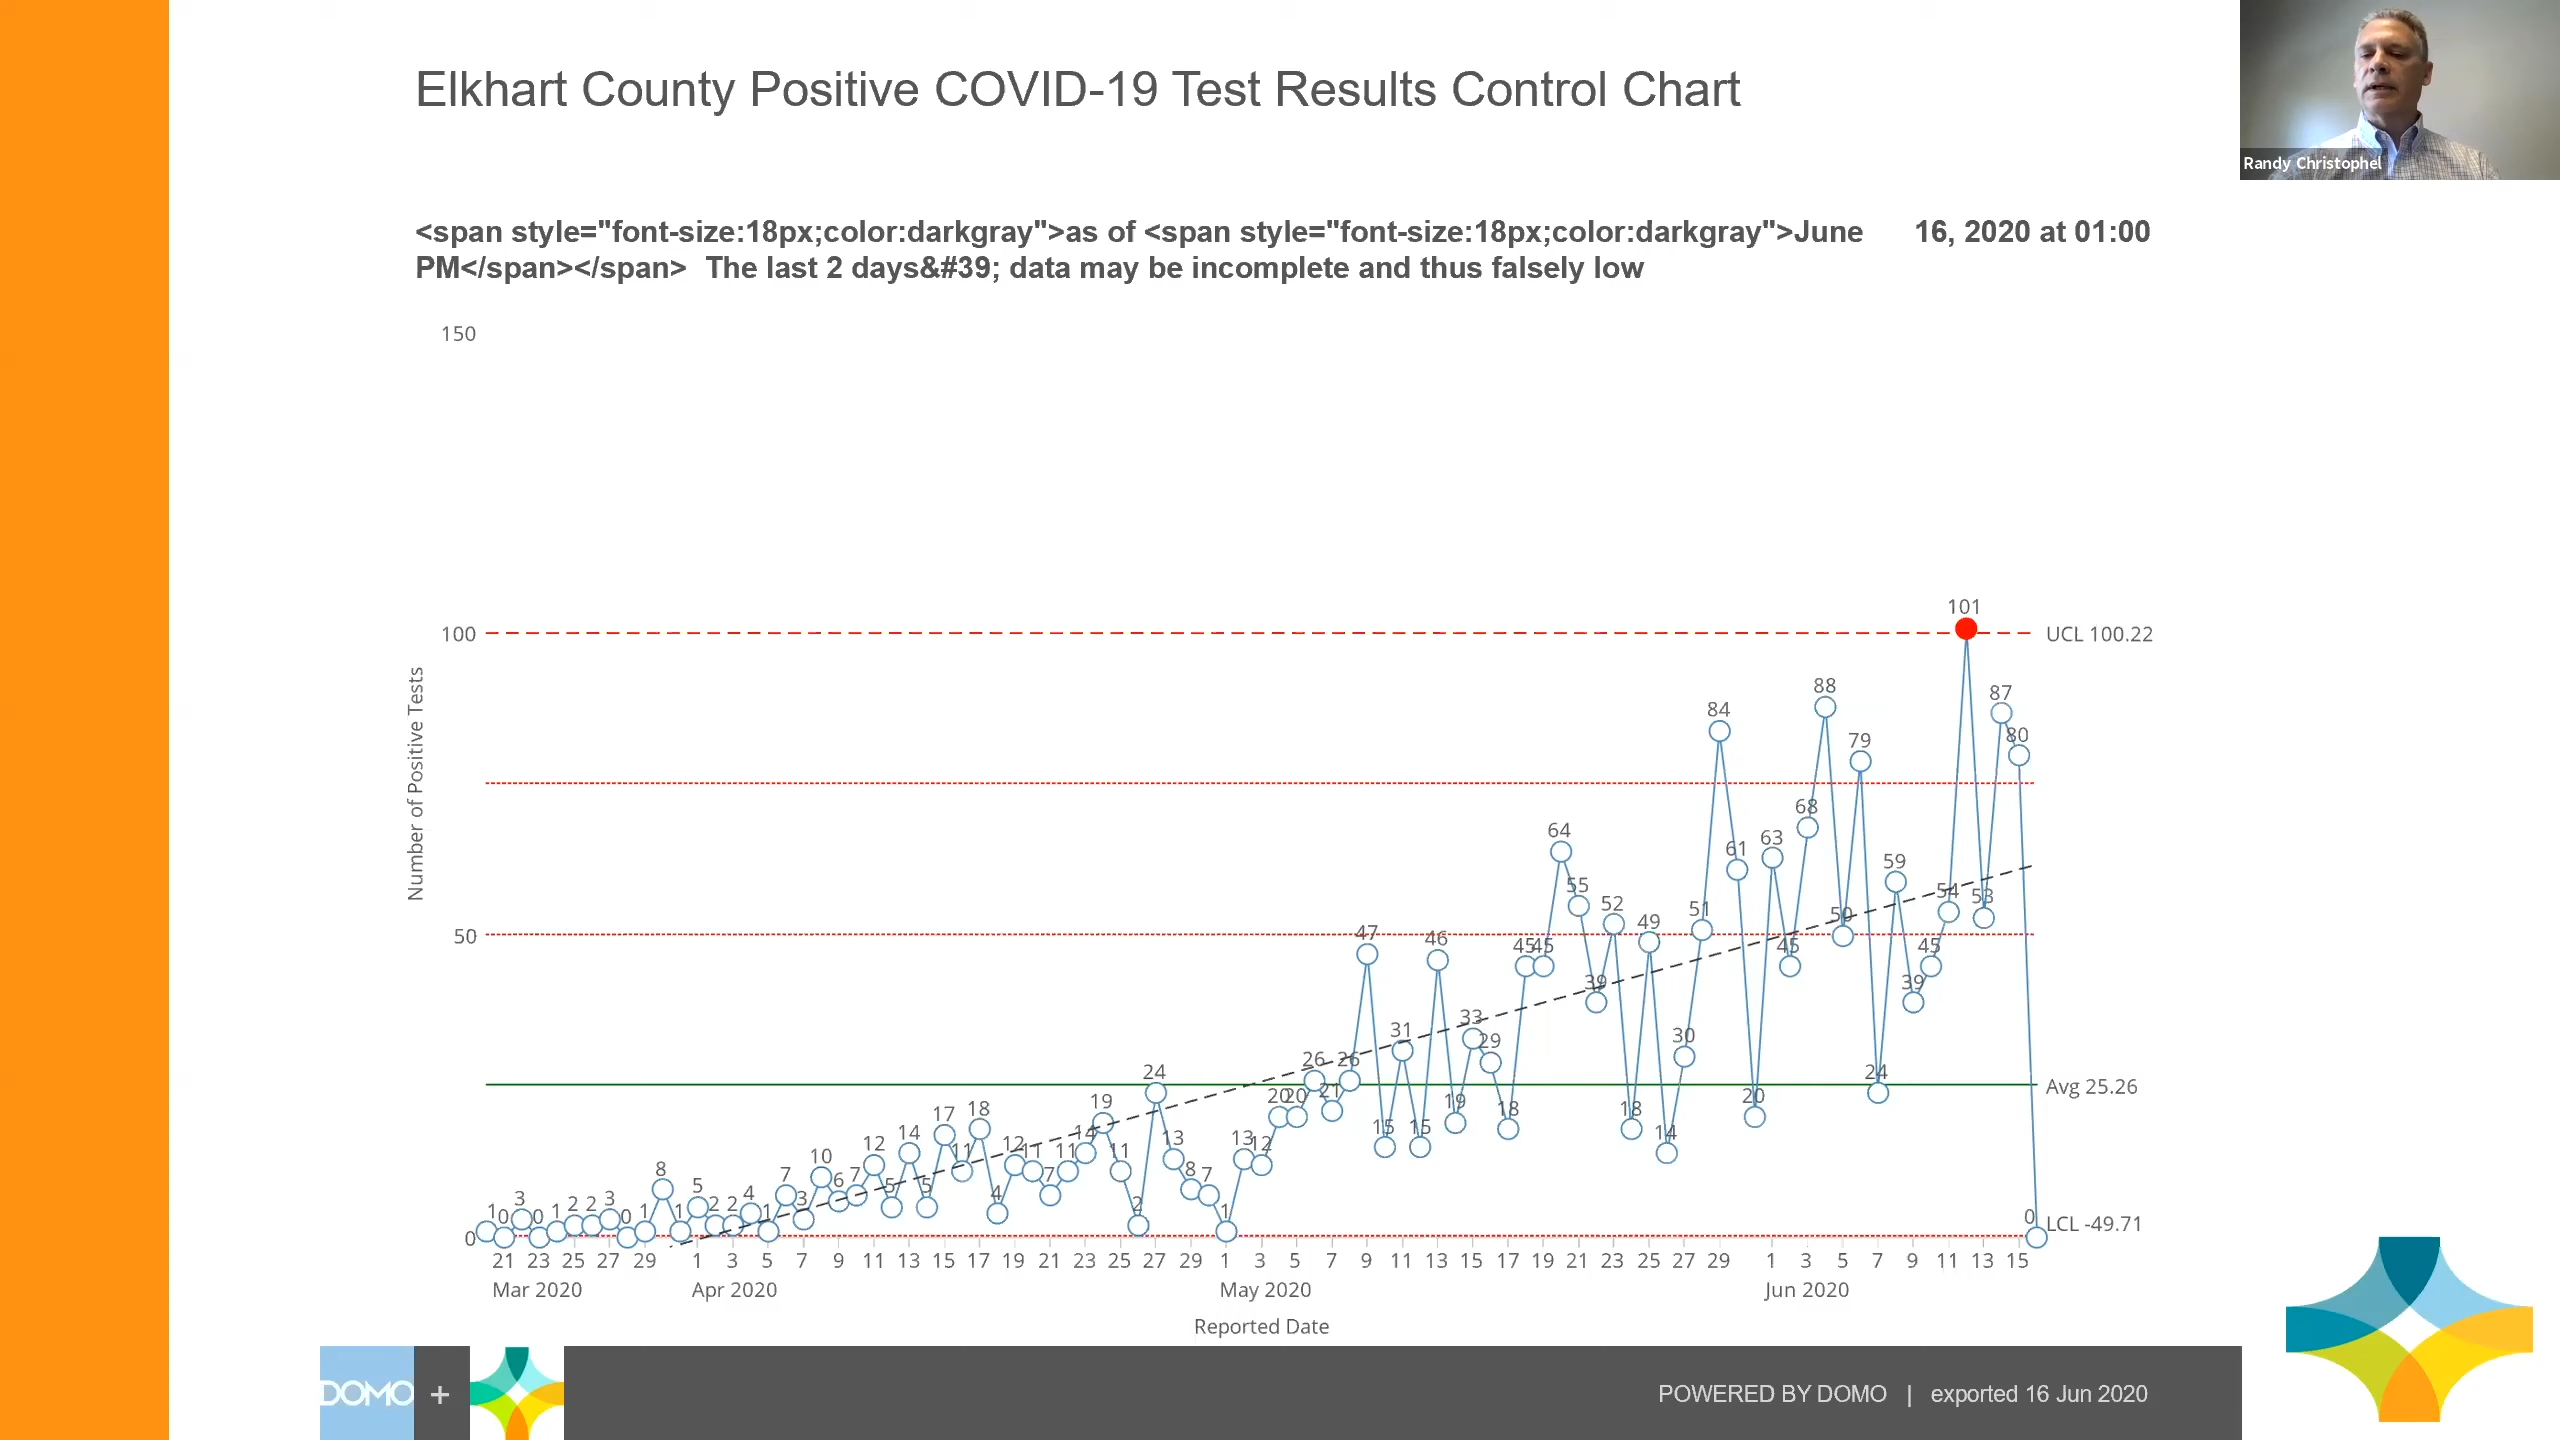 Elkhart County Positive COVID-19 Test Results Control Chart
Randy Christophel
<span style="font-size:18px;color:darkgray">as of <span style="font-size:18px;color:darkgray">June 16, 2020 at 01:00
PM</span></span> The last 2 days&#39; data may be incomplete and thus falsely low
150
100
50
0
Number of Positive Tests
1 0 3 0 1 2 2 3 0 1 8 1 5 2 2 4 1 7 3 10 6 7 12 5 14 5 17 11 18 4 12 11 7 11 14 19 11 2 24 13 8 7 1 13 12 20 20 26 21 26 47 15 31 15 46 19 33 29 18 45 45 64 55 39 52 18 49 14 30 51 84 61 20 63 45 68 88 50 79 24 59 39 45 54 101 53 87 80 0
UCL 100.22
Avg 25.26
LCL -49.71
21 23 25 27 29 1 3 5 7 9 11 13 15 17 19 21 23 25 27 29 1 3 5 7 9 11 13 15 17 19 21 23 25 27 29 1 3 5 7 9 11 13 15
Mar 2020 Apr 2020 May 2020 Jun 2020
Reported Date
DOMO + POWERED BY DOMO | exported 16 Jun 2020